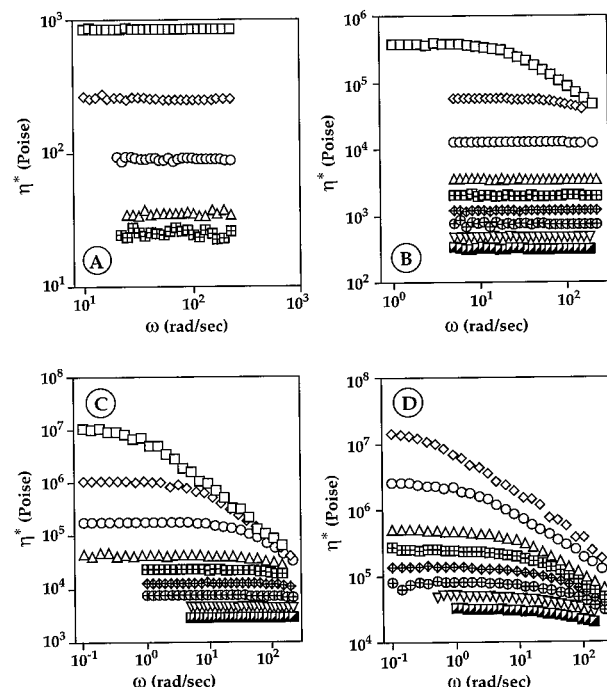 10³
10²
10¹
η* (Poise)
A
10¹ 10² 10³
ω (rad/sec)
10⁶
10⁵
10⁴
10³
10²
η* (Poise)
B
10⁰ 10¹ 10²
ω (rad/sec)
10⁸
10⁷
10⁶
10⁵
10⁴
10³
η* (Poise)
C
10⁻¹ 10⁰ 10¹ 10²
ω (rad/sec)
10⁸
10⁷
10⁶
10⁵
10⁴
η* (Poise)
D
10⁻¹ 10⁰ 10¹ 10²
ω (rad/sec)